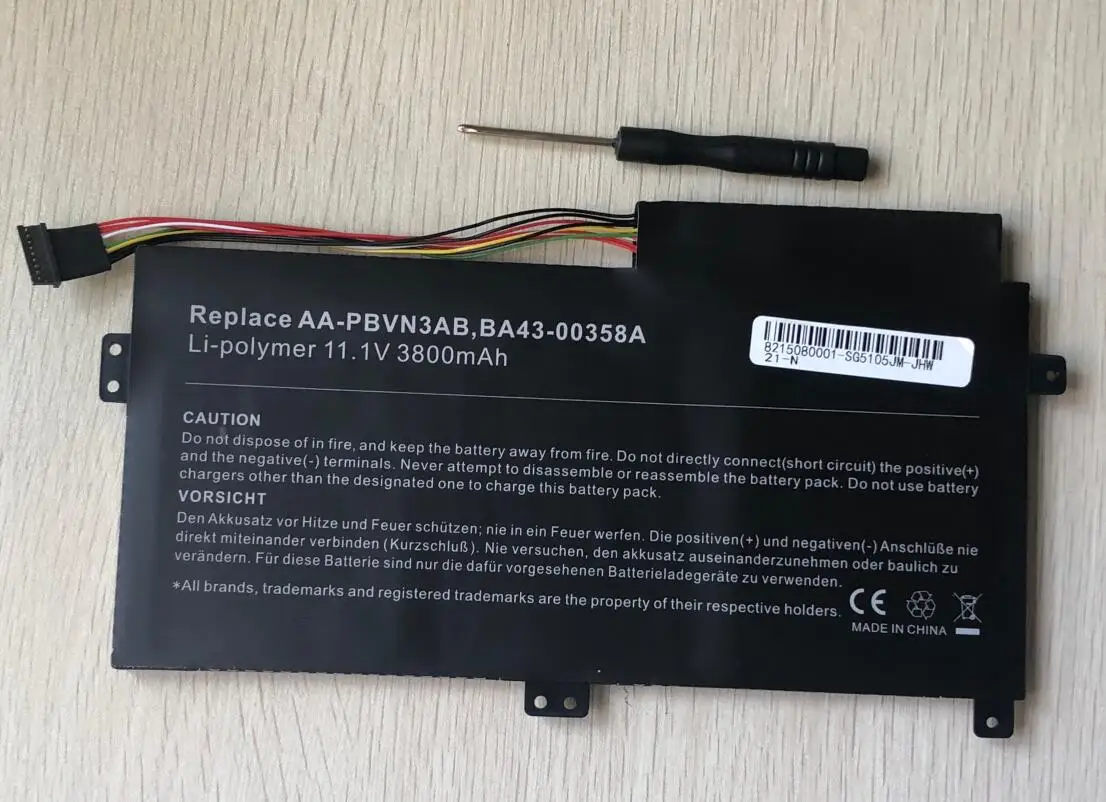 Replace AA-PBVN3AB,BA43-00358A
Li-polymer 11.1V 3800mAh
8215080001-SG5105JM-JHW
21-N
CAUTION
Do not dispose of in fire, and keep the battery away from fire. Do not directly connect(short circuit) the positive(+)
and the negative(-) terminals. Never attempt to disassemble or reassemble the battery pack. Do not use battery
chargers other than the designated one to charge this battery pack.
VORSICHT
Den Akkusatz vor Hitze und Feuer schützen; nie in ein Feuer werfen. Die positiven(+) und negativen(-) Anschlüße nie
direkt miteinander verbinden (Kurzschluß). Nie versuchen, den akkusatz auseinanderzunehmen oder baulich zu
verändern. Für diese Batterie sind nur die dafür vorgesehenen Batterieladegeräte zu verwenden.
*All brands, trademarks and registered trademarks are the property of their respective holders.
CE
MADE IN CHINA